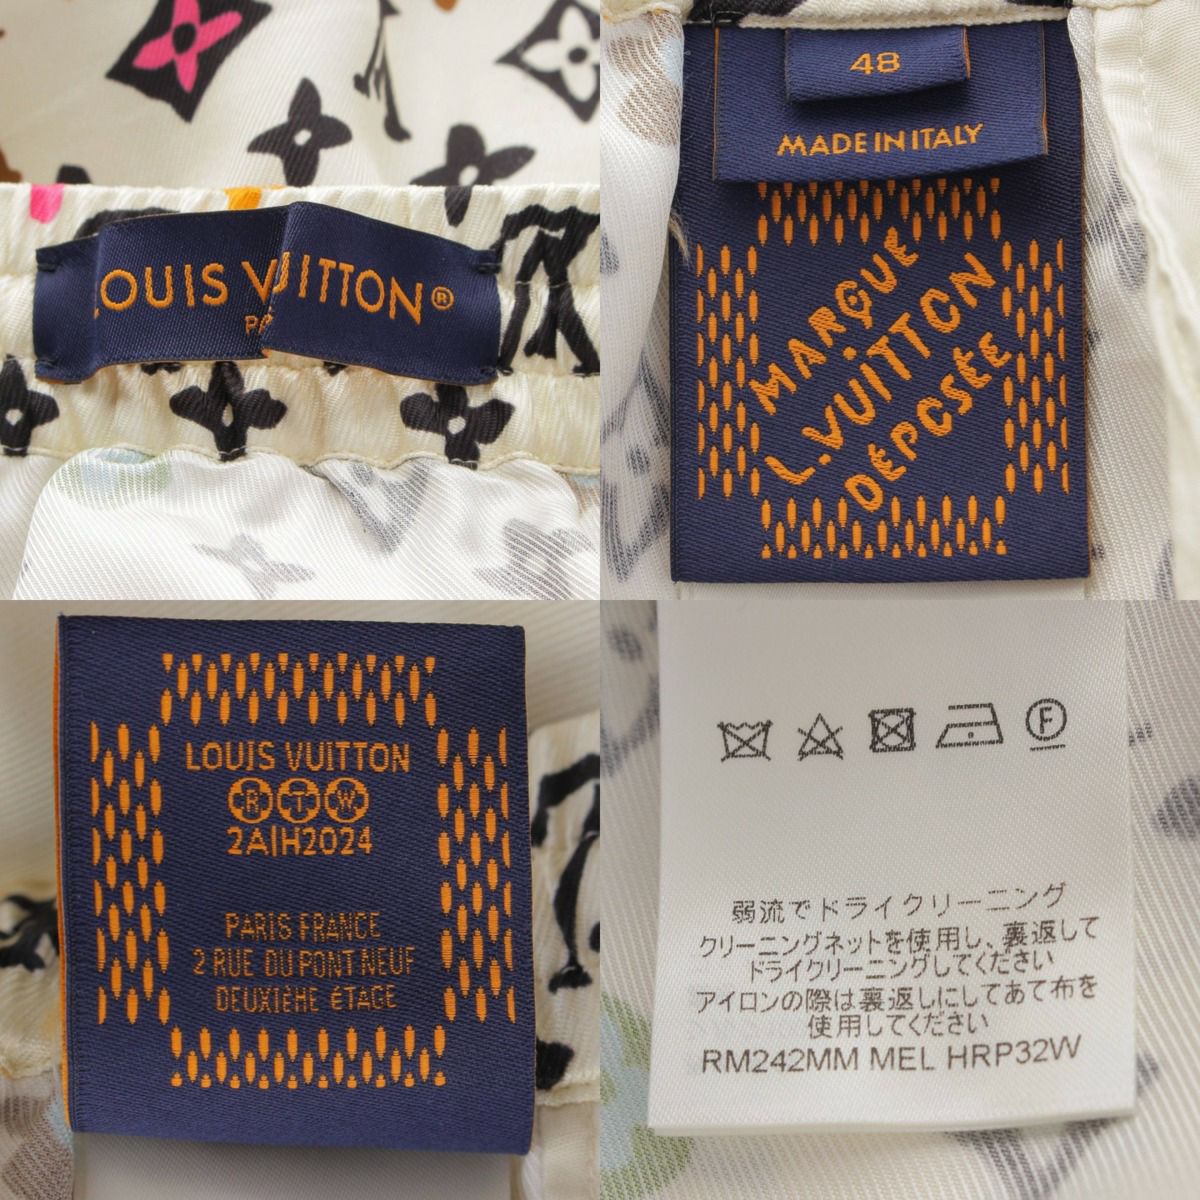 LOUIS VUITTON®
48
MADE IN ITALY
MARQUE
L.VUITTON
DÉPOSÉE
LOUIS VUITTON
R T W
2A|H2024
PARIS FRANCE
2 RUE DU PONT NEUF
DEUXIÈHE ÉTAGE
F
弱流でドライクリーニング
クリーニングネットを使用し、裏返して
ドライクリーニングしてください
アイロンの際は裏返しにしてあて布を
使用してください
RM242MM MEL HRP32W